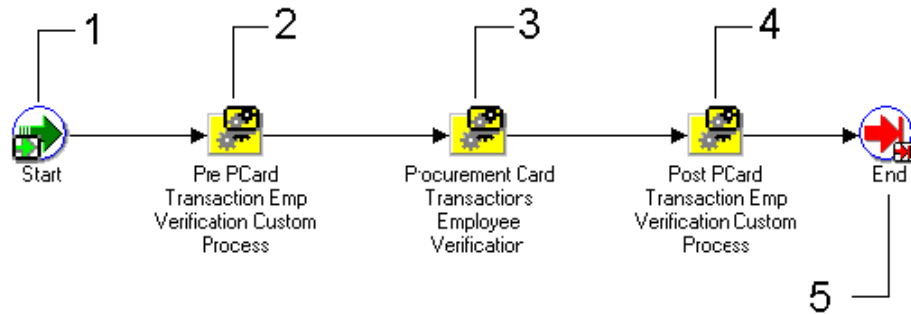 1
2
3
4
Start
Pre PCard
Transaction Emp
Verification Custom
Process
Procurement Card
Transactions
Employee
Verification
Post PCard
Transaction Emp
Verification Custom
Process
End
5